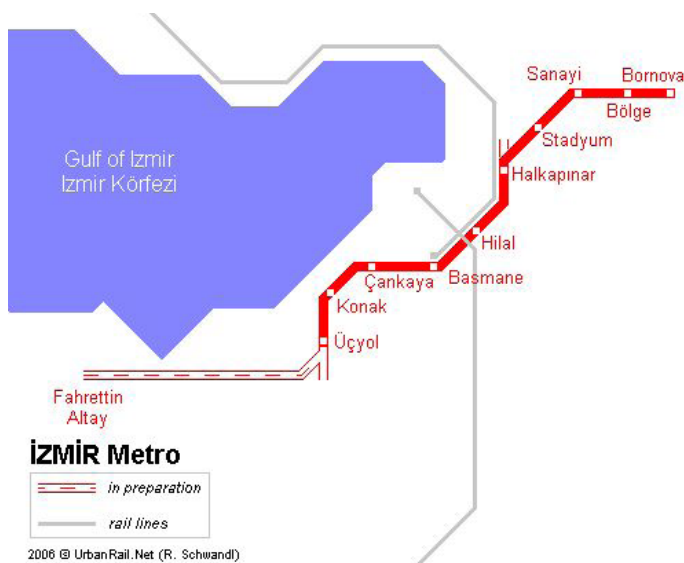 Sanayi
Bornova
Bölge
Stadyum
Gulf of Izmir
Izmir Körfezi
Halkapınar
Hilal
Çankaya
Basmane
Konak
Üçyol
Fahrettin
Altay
İZMİR Metro
in preparation
rail lines
2006 @ UrbanRail.Net (R. Schwandl)